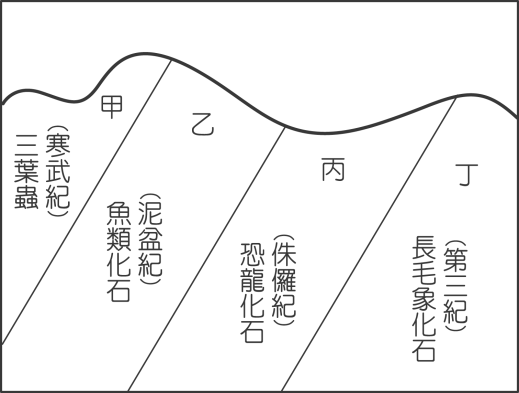 甲
(寒武紀)
三葉蟲
乙
(泥盆紀)
魚類化石
丙
(侏儸紀)
恐龍化石
丁
(第三紀)
長毛象化石